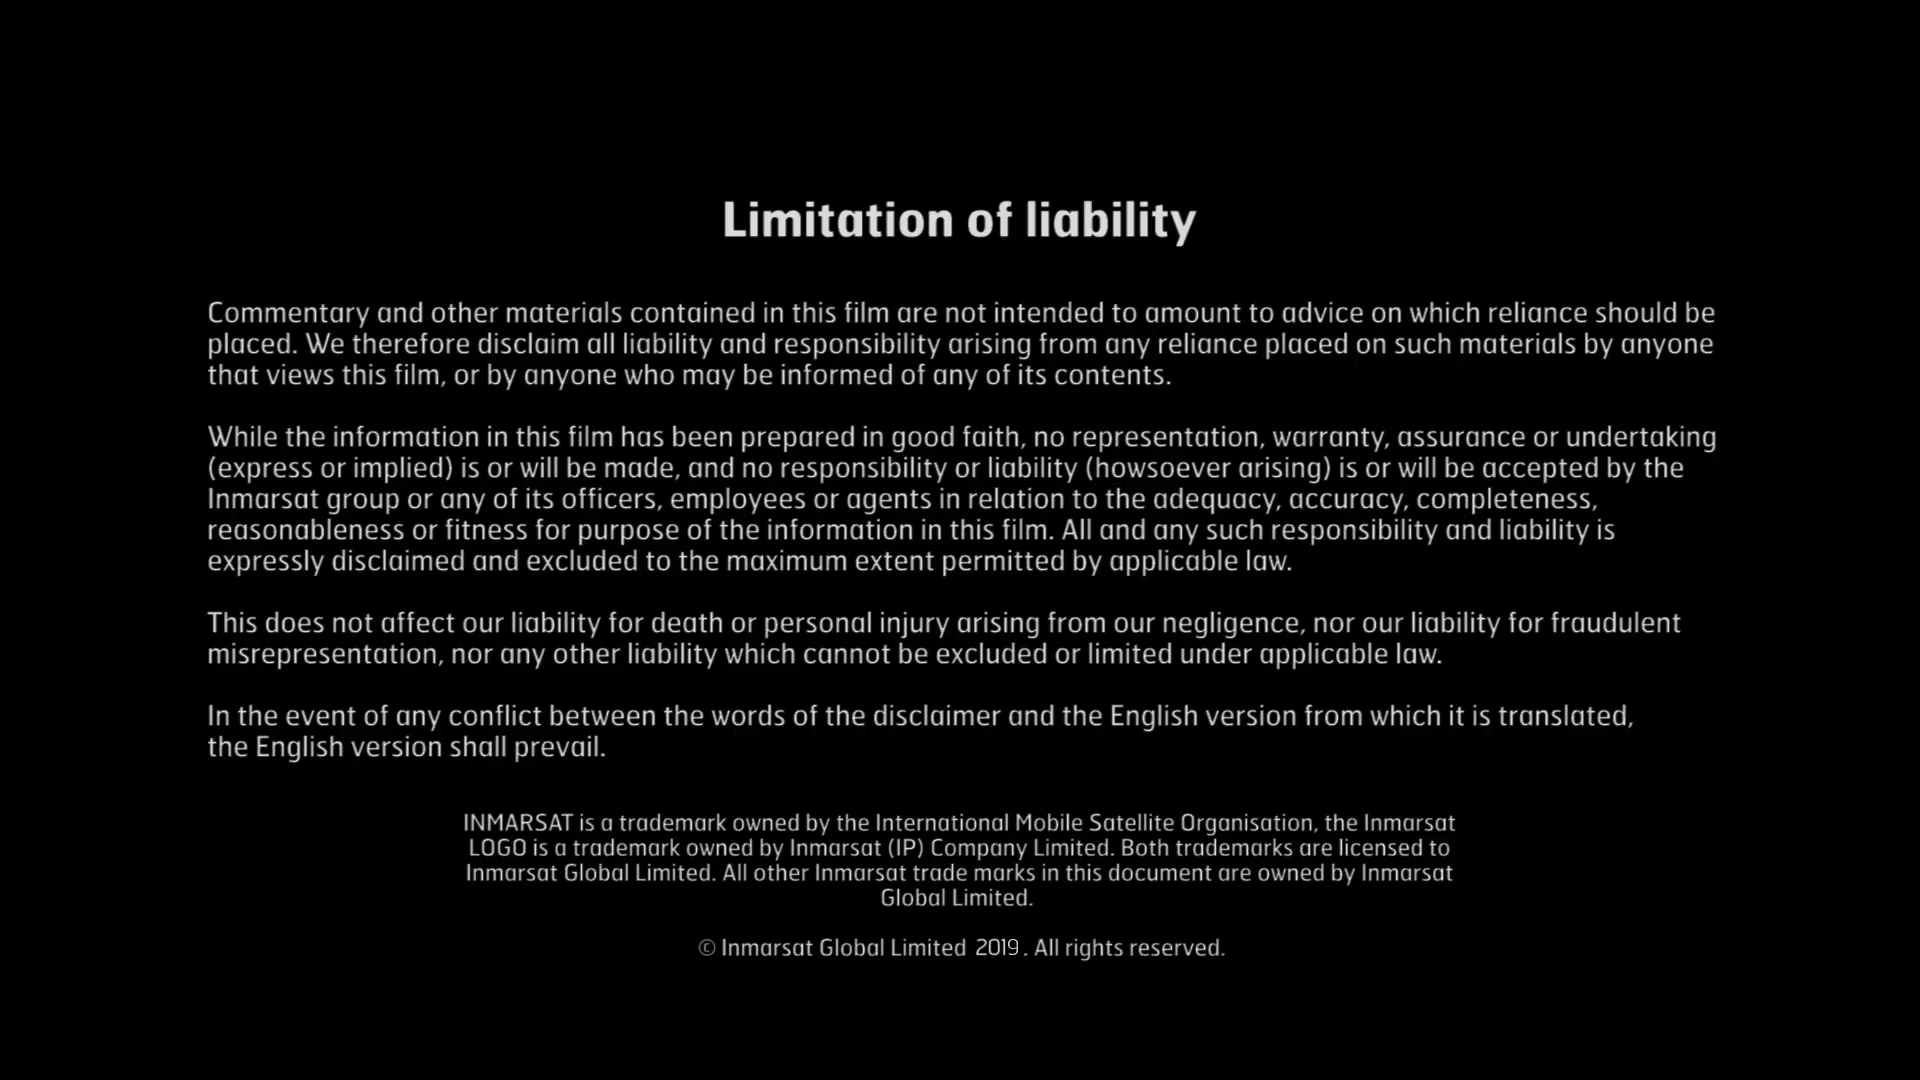 Limitation of liability
Commentary and other materials contained in this film are not intended to amount to advice on which reliance should be
placed. We therefore disclaim all liability and responsibility arising from any reliance placed on such materials by anyone
that views this film, or by anyone who may be informed of any of its contents.
While the information in this film has been prepared in good faith, no representation, warranty, assurance or undertaking
(express or implied) is or will be made, and no responsibility or liability (howsoever arising) is or will be accepted by the
Inmarsat group or any of its officers, employees or agents in relation to the adequacy, accuracy, completeness,
reasonableness or fitness for purpose of the information in this film. All and any such responsibility and liability is
expressly disclaimed and excluded to the maximum extent permitted by applicable law.
This does not affect our liability for death or personal injury arising from our negligence, nor our liability for fraudulent
misrepresentation, nor any other liability which cannot be excluded or limited under applicable law.
In the event of any conflict between the words of the disclaimer and the English version from which it is translated,
the English version shall prevail.
INMARSAT is a trademark owned by the International Mobile Satellite Organisation, the Inmarsat
LOGO is a trademark owned by Inmarsat (IP) Company Limited. Both trademarks are licensed to
Inmarsat Global Limited. All other Inmarsat trade marks in this document are owned by Inmarsat
Global Limited.
© Inmarsat Global Limited 2019 . All rights reserved.